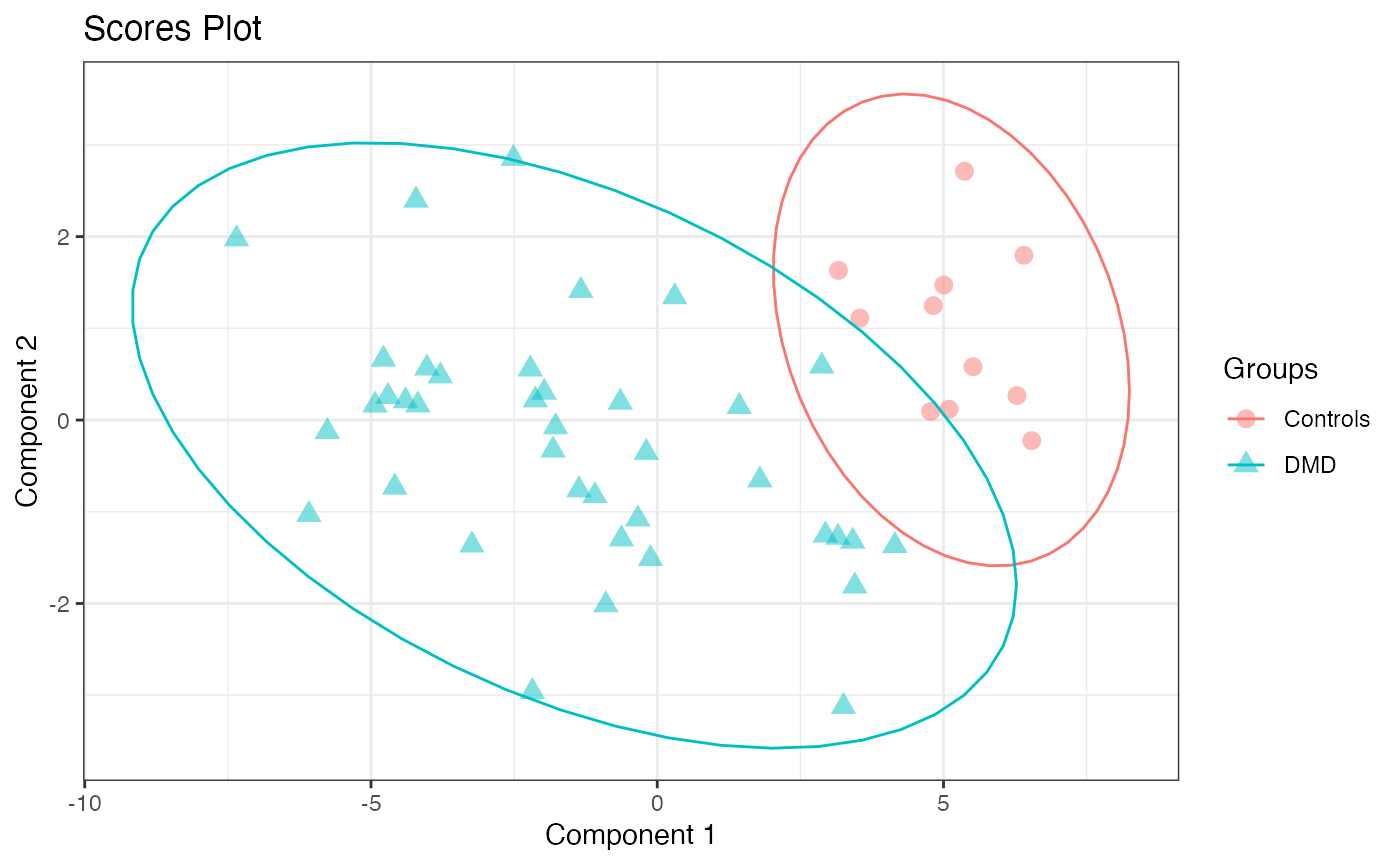 Scores Plot
Component 2
2
0
-2
-10
-5
0
5
Component 1
Groups
Controls
DMD